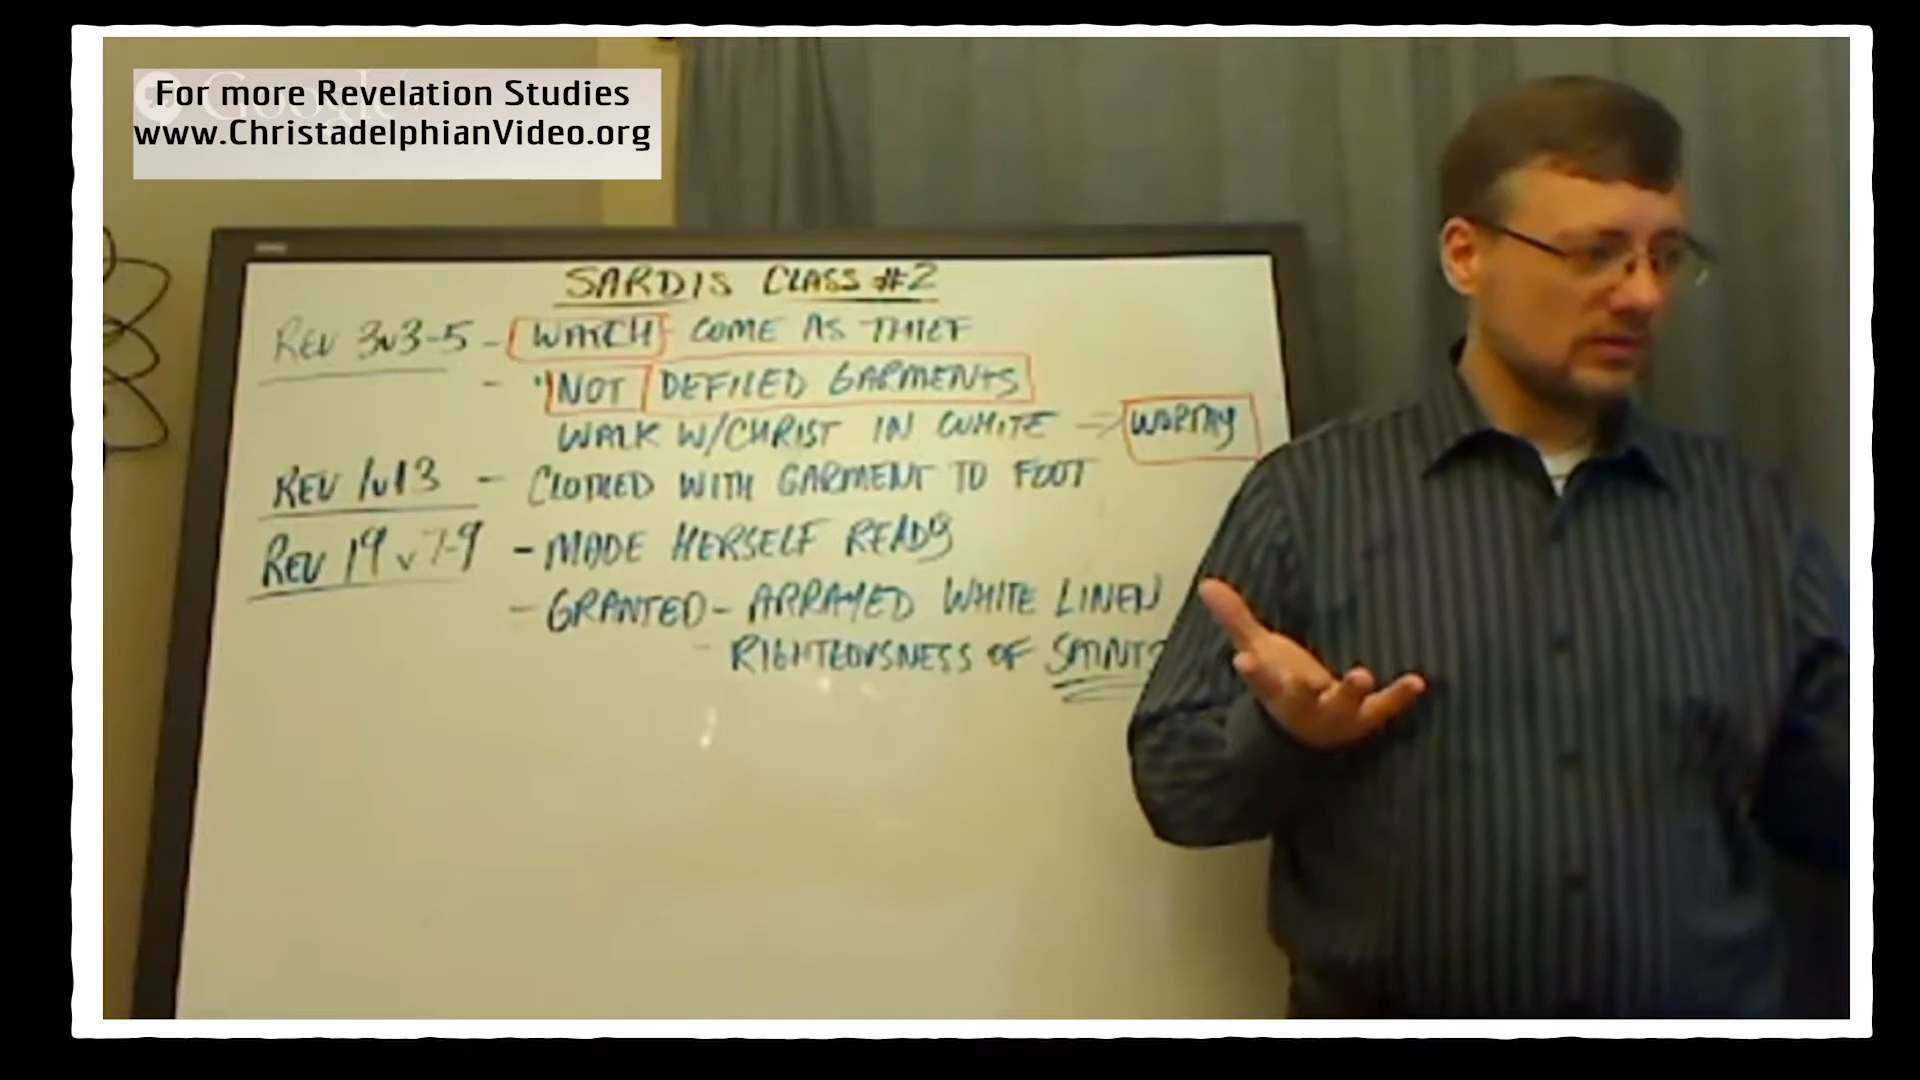 For more Revelation Studies
www.ChristadelphianVideo.org
Google
SARDIS CLASS #2
REV 3v3-5 - WATCH - COME AS THIEF
- NOT DEFILED GARMENTS
WALK W/CHRIST IN WHITE → WORTHY
REV 1v13 - CLOTHED WITH GARMENT TO FOOT
REV 19 v 7-9 - MADE HERSELF READY
- GRANTED - ARRAYED WHITE LINEN
- RIGHTEOUSNESS OF SAINTS